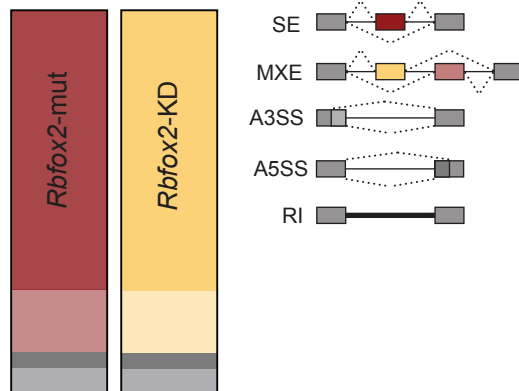 Rbfox2-mut
Rbfox2-KD
SE
MXE
A3SS
A5SS
RI